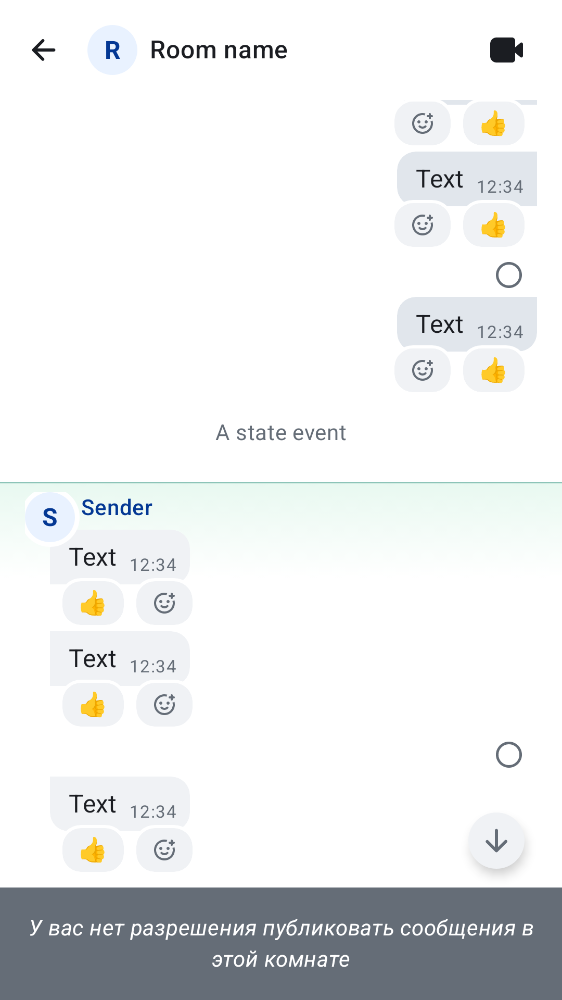 R Room name
Text 12:34
Text 12:34
A state event
S Sender
Text 12:34
Text 12:34
Text 12:34
У вас нет разрешения публиковать сообщения в
этой комнате